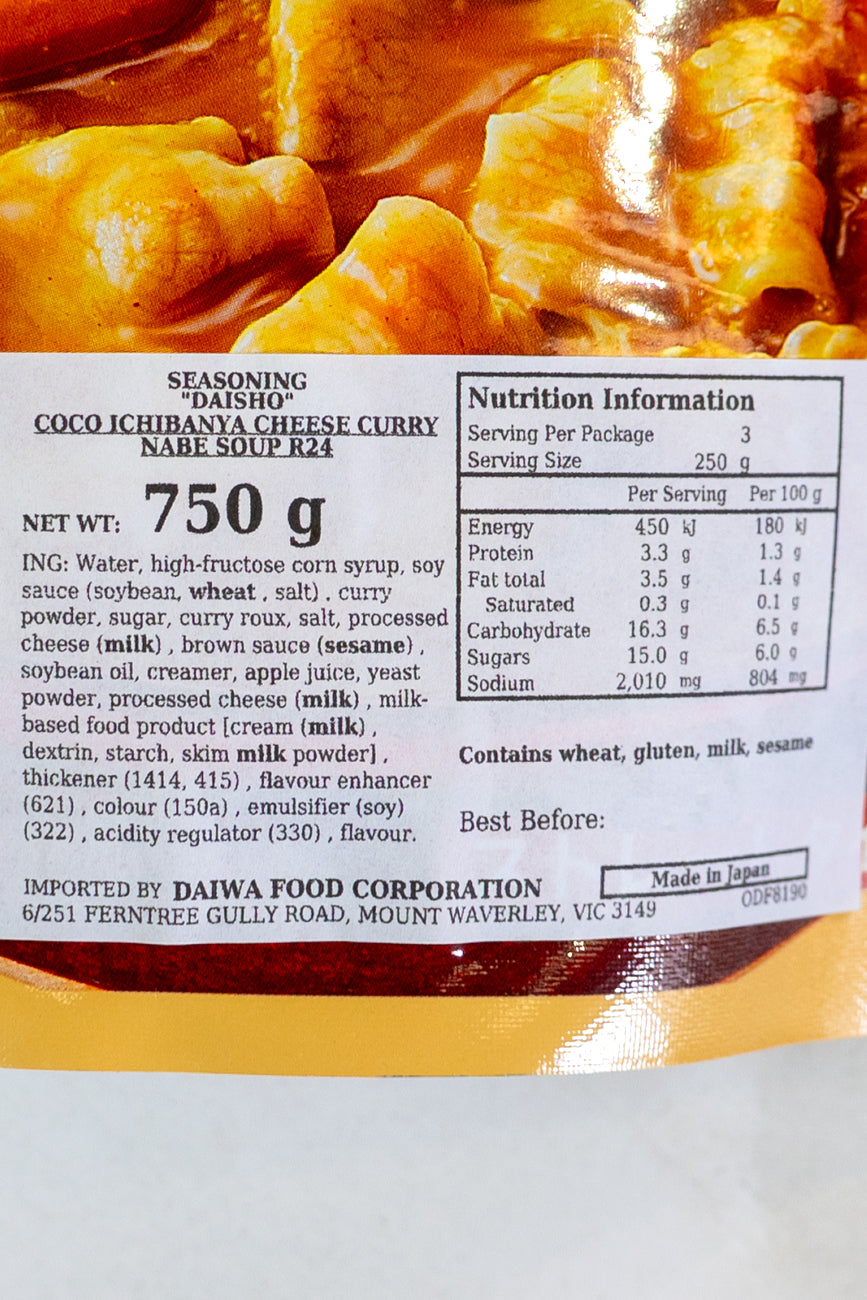 SEASONING
"DAISHO"
COCO ICHIBANYA CHEESE CURRY
NABE SOUP R24
NET WT: 750 g
ING: Water, high-fructose corn syrup, soy
sauce (soybean, wheat , salt) . curry
powder, sugar, curry roux, salt, processed
cheese (milk) , brown sauce (sesame) ,
soybean oil, creamer, apple juice, yeast
powder, processed cheese (milk) , milk-
based food product [cream (milk) ,
dextrin, starch, skim milk powder] ,
thickener (1414, 415) , flavour enhancer
(621) , colour (150a) , emulsifier (soy)
(322) , acidity regulator (330) , flavour.
Nutrition Information
Serving Per Package 3
Serving Size 250 g
Per Serving Per 100 g
Energy 450 kJ 180 kJ
Protein 3.3 g 1.3 g
Fat total 3.5 g 1.4 g
Saturated 0.3 g 0.1 g
Carbohydrate 16.3 g 6.5 g
Sugars 15.0 g 6.0 g
Sodium 2,010 mg 804 mg
Contains wheat, gluten, milk, sesame
Best Before:
Made in Japan
ODF8190
IMPORTED BY DAIWA FOOD CORPORATION
6/251 FERNTREE GULLY ROAD, MOUNT WAVERLEY, VIC 3149